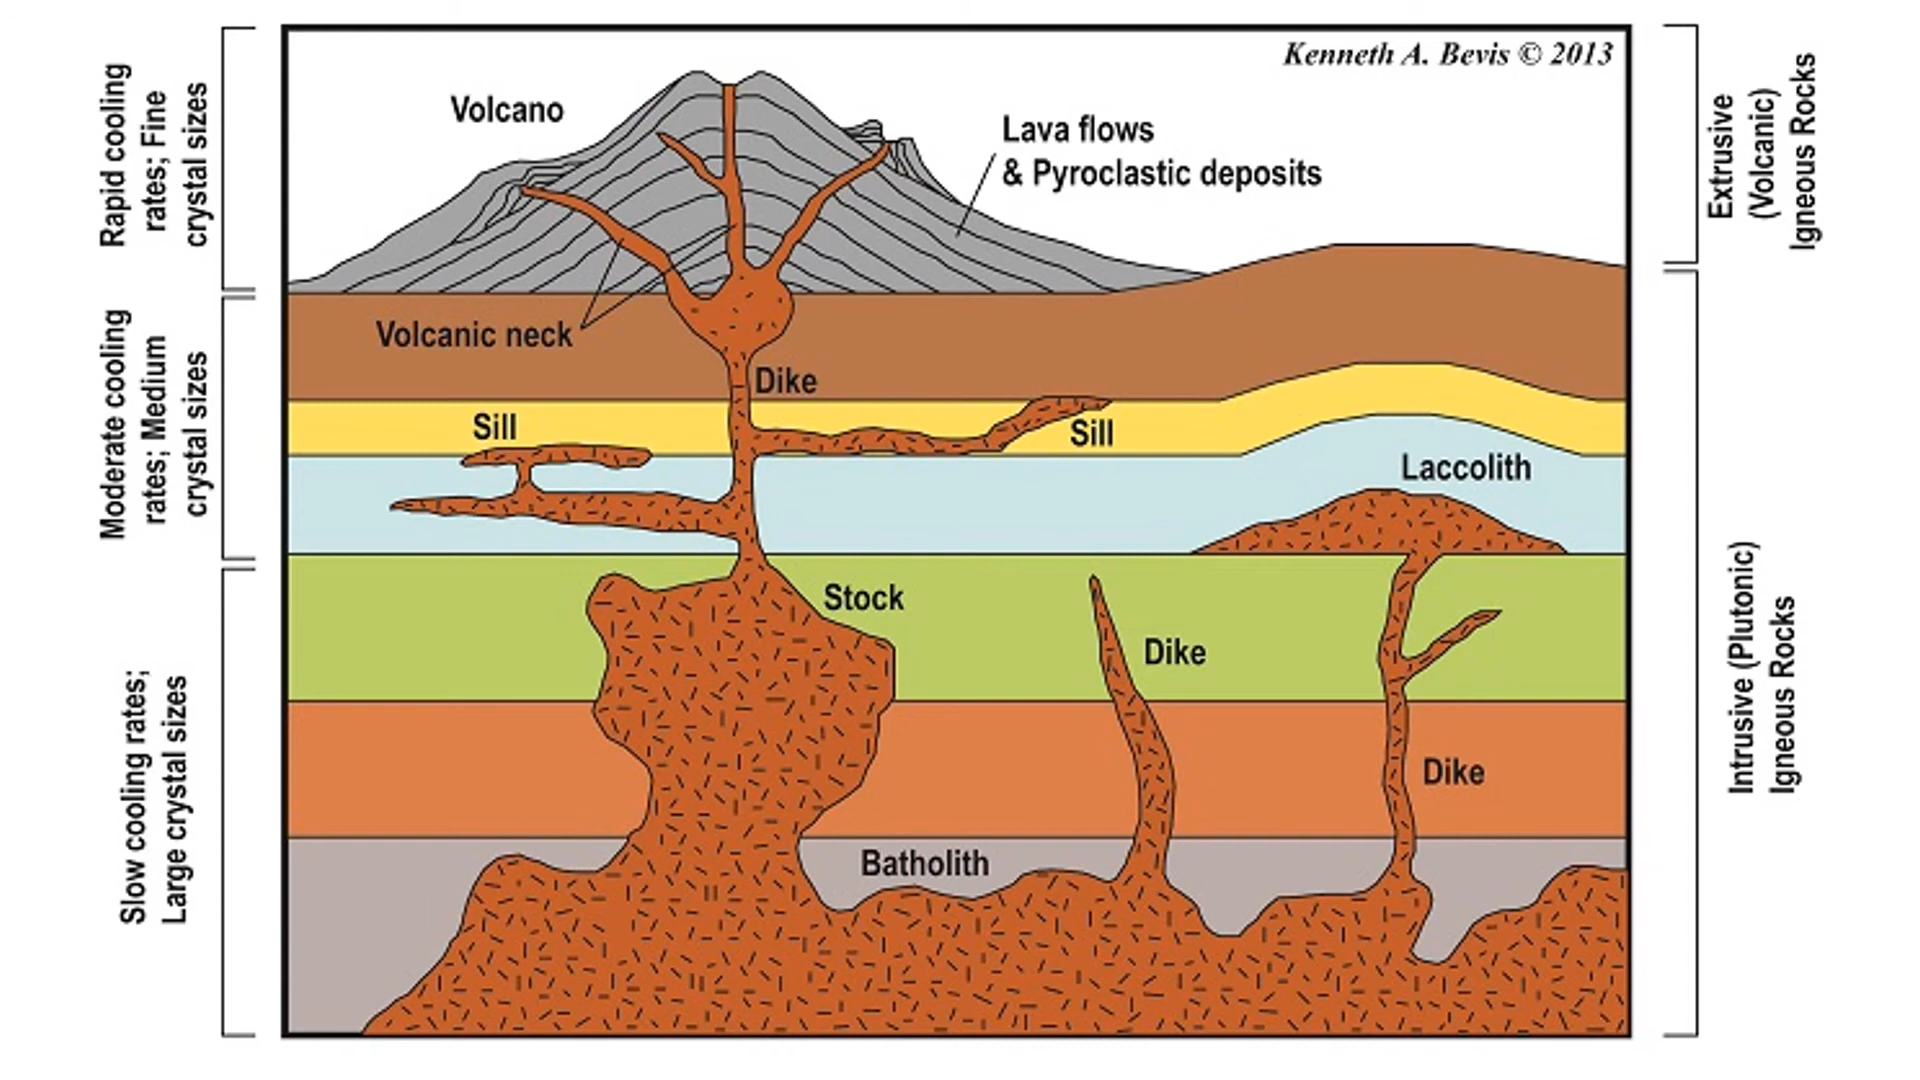 Kenneth A. Bevis © 2013
Rapid cooling
rates; Fine
crystal sizes
Volcano
Lava flows
& Pyroclastic deposits
Extrusive
(Volcanic)
Igneous Rocks
Moderate cooling
rates; Medium
crystal sizes
Volcanic neck
Dike
Sill
Sill
Laccolith
Stock
Dike
Intrusive (Plutonic)
Igneous Rocks
Slow cooling rates;
Large crystal sizes
Dike
Batholith